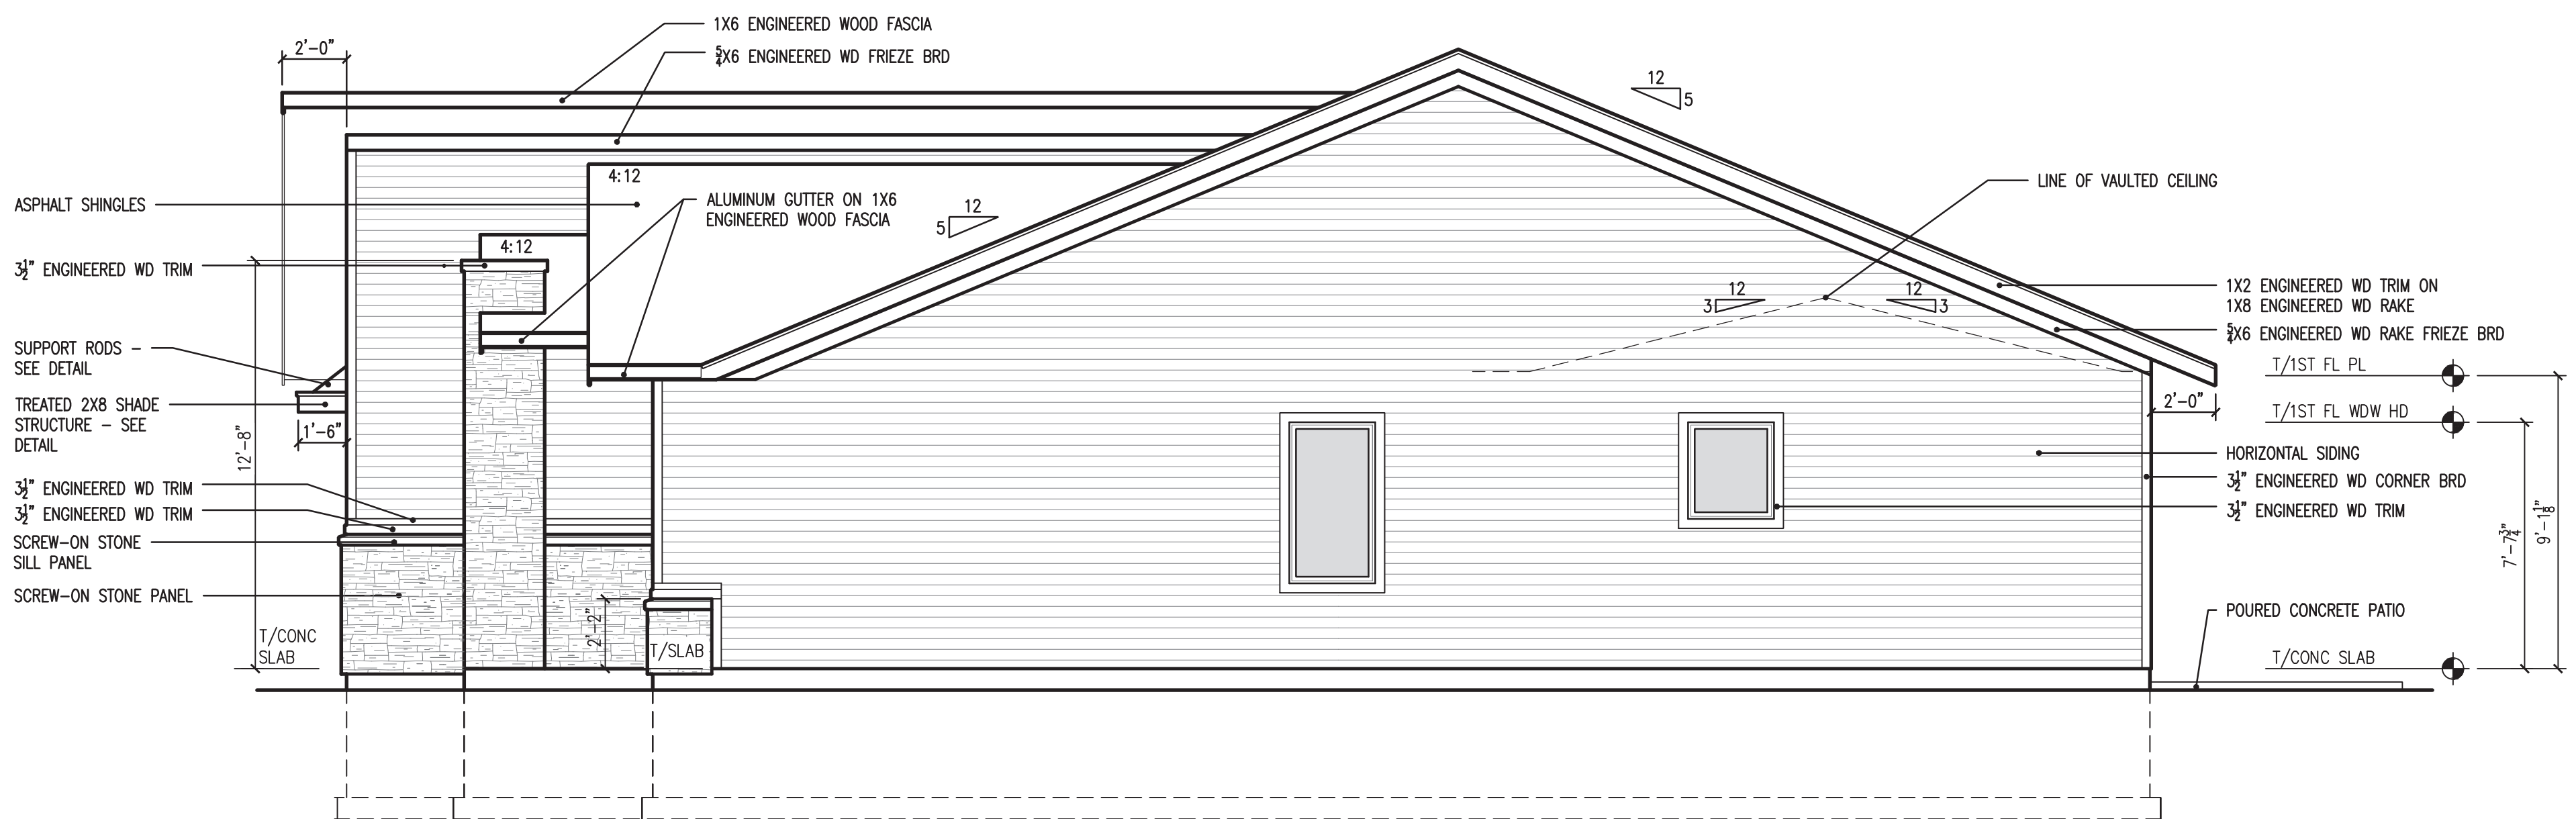 1X6 ENGINEERED WOOD FASCIA
2'-0"
5/4X6 ENGINEERED WD FRIEZE BRD
12
5
4:12
ASPHALT SHINGLES
ALUMINUM GUTTER ON 1X6
ENGINEERED WOOD FASCIA
12
5
LINE OF VAULTED CEILING
4:12
3 1/2" ENGINEERED WD TRIM
12
3
12
3
1X2 ENGINEERED WD TRIM ON
1X8 ENGINEERED WD RAKE
5/4X6 ENGINEERED WD RAKE FRIEZE BRD
SUPPORT RODS -
SEE DETAIL
T/1ST FL PL
TREATED 2X8 SHADE
STRUCTURE - SEE
DETAIL
1'-6"
12'-8"
2'-0"
T/1ST FL WDW HD
HORIZONTAL SIDING
3 1/2" ENGINEERED WD CORNER BRD
3 1/2" ENGINEERED WD TRIM
3 1/2" ENGINEERED WD TRIM
3 1/2" ENGINEERED WD TRIM
7'-7 3/4"
9'-1 1/8"
SCREW-ON STONE
SILL PANEL
SCREW-ON STONE PANEL
2'-2"
POURED CONCRETE PATIO
T/CONC
SLAB
T/SLAB
T/CONC SLAB